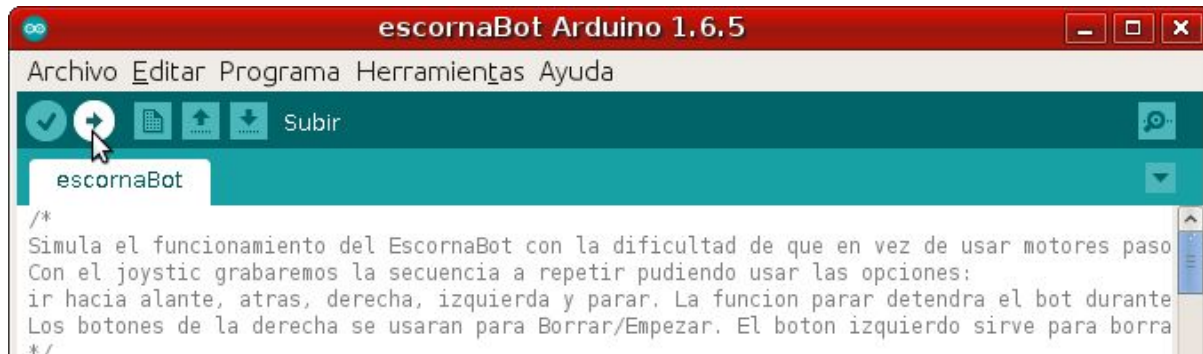 escornaBot Arduino 1.6.5
Archivo Editar Programa Herramientas Ayuda
Subir
escornaBot
/*
Simula el funcionamiento del EscornaBot con la dificultad de que en vez de usar motores paso
Con el joystic grabaremos la secuencia a repetir pudiendo usar las opciones:
ir hacia alante, atras, derecha, izquierda y parar. La funcion parar detendra el bot durante
Los botones de la derecha se usaran para Borrar/Empezar. El boton izquierdo sirve para borra
*/